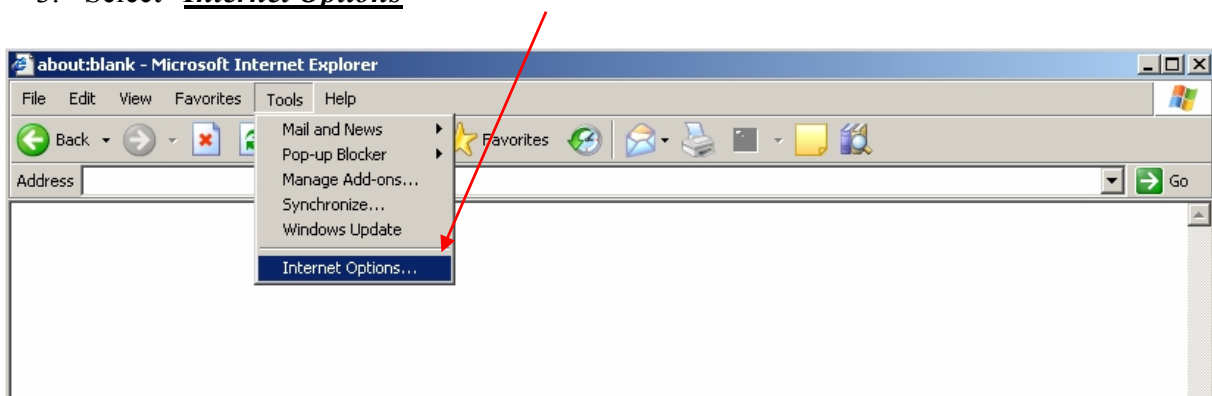 3. Select "Internet Options"
about:blank - Microsoft Internet Explorer
File Edit View Favorites Tools Help
Back Favorites
Mail and News
Pop-up Blocker
Manage Add-ons...
Address Go
Synchronize...
Windows Update
Internet Options...